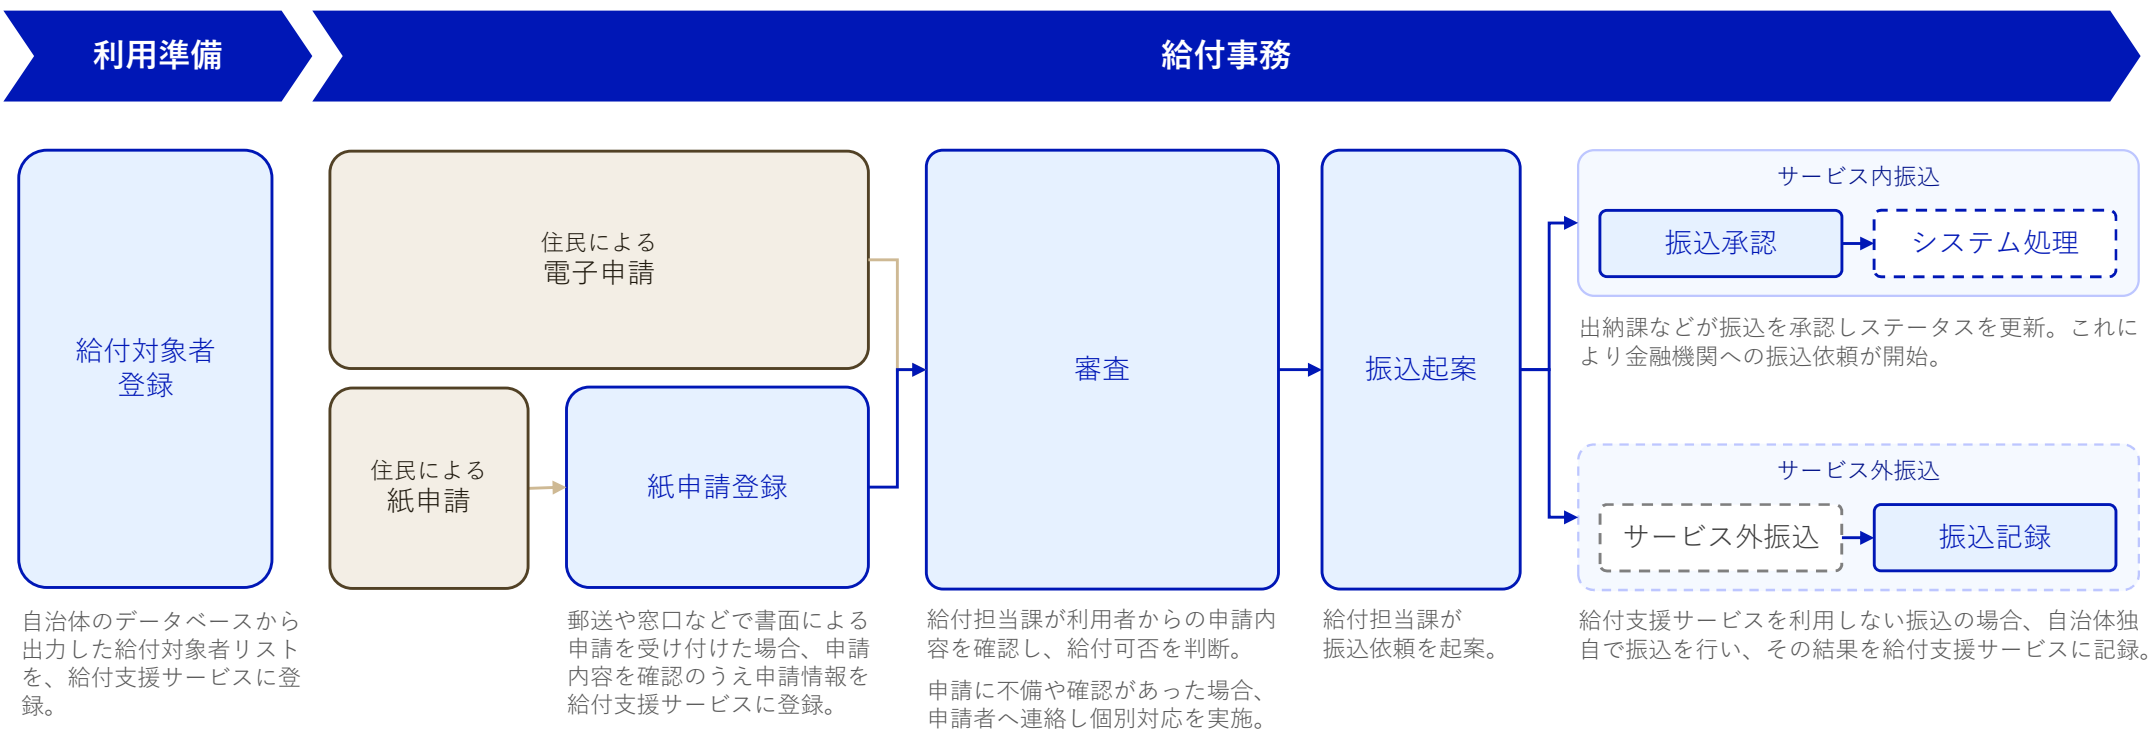 利用準備
給付事務
給付対象者
登録
自治体のデータベースから
出力した給付対象者リスト
を、給付支援サービスに登
録。
住民による
電子申請
住民による
紙申請
紙申請登録
郵送や窓口などで書面による
申請を受け付けた場合、申請
内容を確認のうえ申請情報を
給付支援サービスに登録。
審査
給付担当課が利用者からの申請内
容を確認し、給付可否を判断。
申請に不備や確認があった場合、
申請者へ連絡し個別対応を実施。
振込起案
給付担当課が
振込依頼を起案。
サービス内振込
振込承認
システム処理
出納課などが振込を承認しステータスを更新。これに
より金融機関への振込依頼が開始。
サービス外振込
サービス外振込
振込記録
給付支援サービスを利用しない振込の場合、自治体独
自で振込を行い、その結果を給付支援サービスに記録。